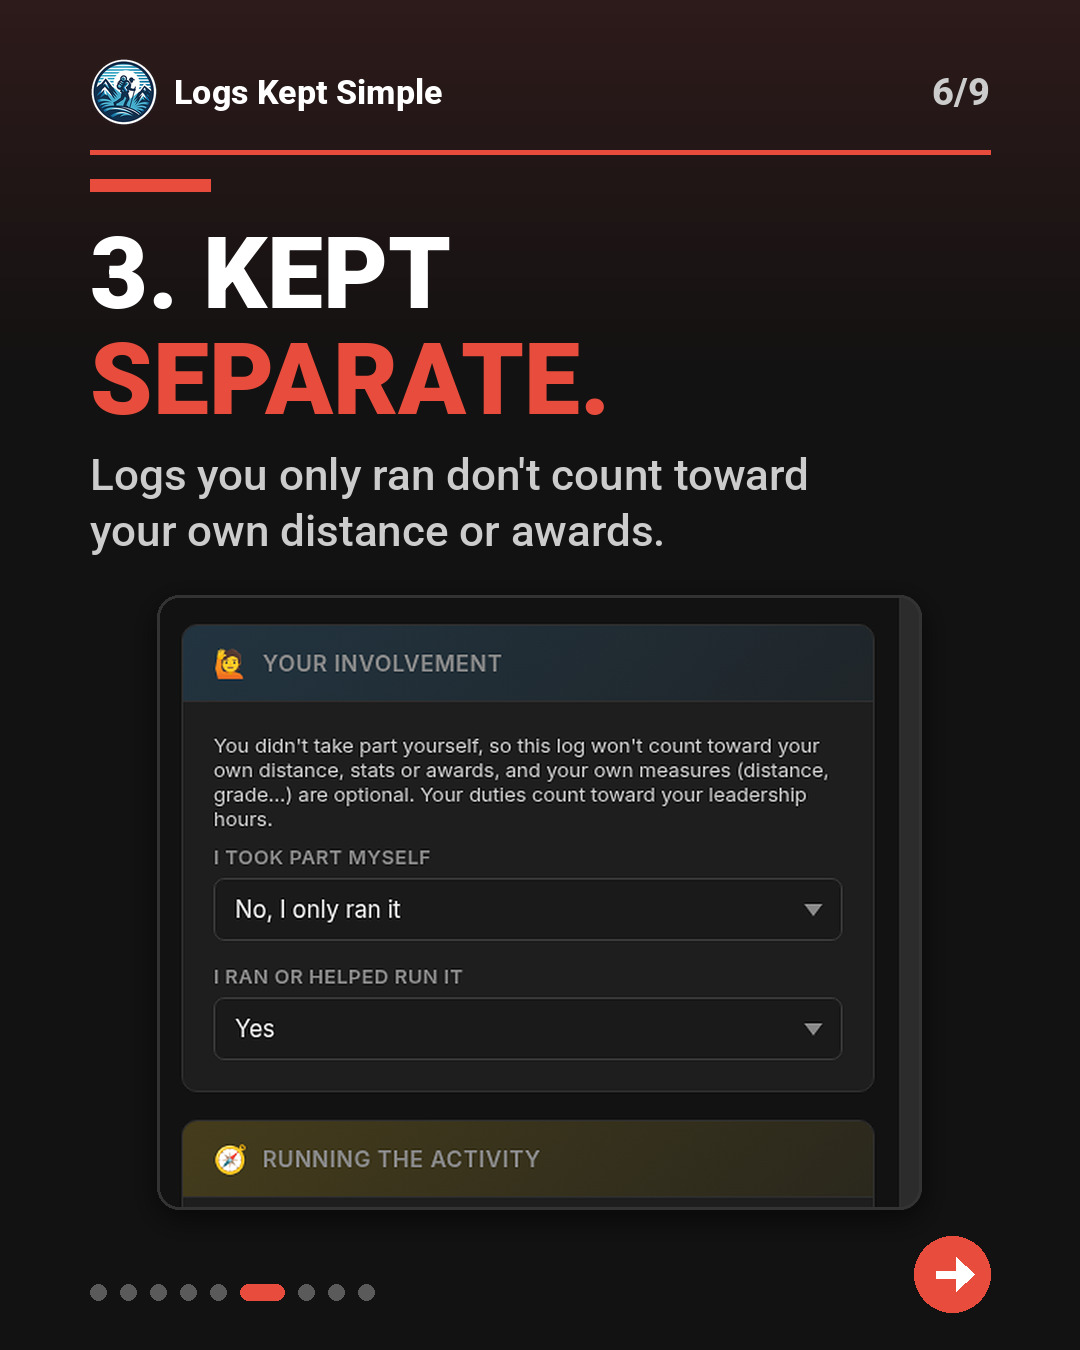 Logs Kept Simple
6/9
3. KEPT
SEPARATE.
Logs you only ran don't count toward
your own distance or awards.
YOUR INVOLVEMENT
You didn't take part yourself, so this log won't count toward your
own distance, stats or awards, and your own measures (distance,
grade...) are optional. Your duties count toward your leadership
hours.
I TOOK PART MYSELF
No, I only ran it
I RAN OR HELPED RUN IT
Yes
RUNNING THE ACTIVITY